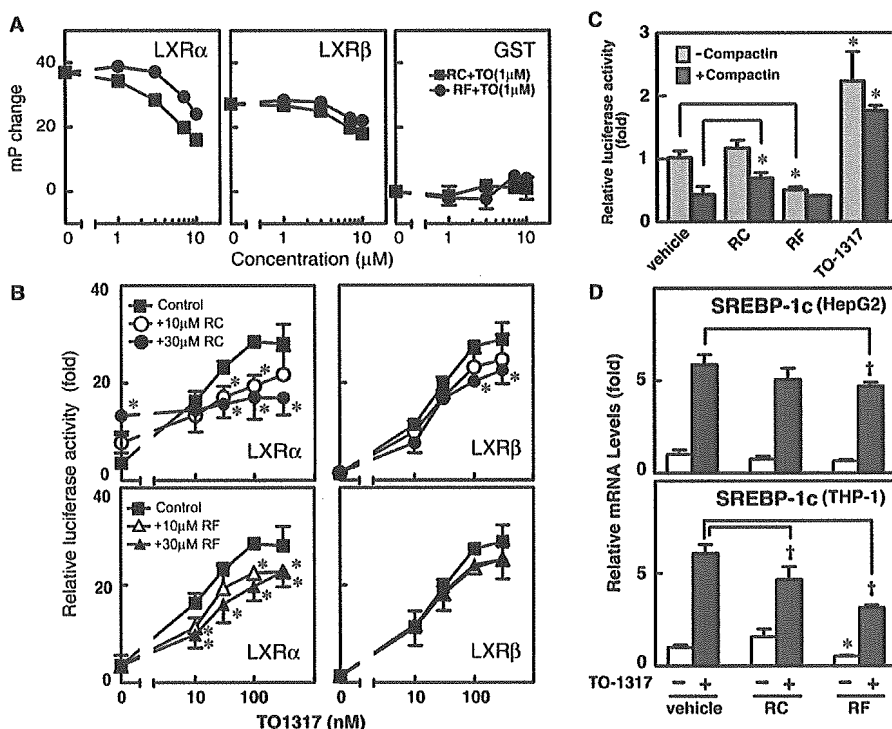 A
LXRα
LXRβ
GST
RC+TO(1μM)
RF+TO(1μM)
mP change
40
20
0
0 1 10 0 1 10 0 1 10
Concentration (μM)
B
Relative luciferase activity (fold)
40
20
0
Control
+10μM RC
+30μM RC
* * * * * *
LXRα
* *
LXRβ
40
20
0
Control
+10μM RF
+30μM RF
* * * * * * *
LXRα
LXRβ
0 10 100 0 10 100
TO1317 (nM)
C
Relative luciferase activity
(fold)
3
2
1
0
-Compactin
+Compactin
* * * *
vehicle RC RF TO-1317
D
Relative mRNA Levels (fold)
SREBP-1c (HepG2)
5
0
†
SREBP-1c (THP-1)
5
0
† * †
TO-1317 − + − + − +
vehicle RC RF